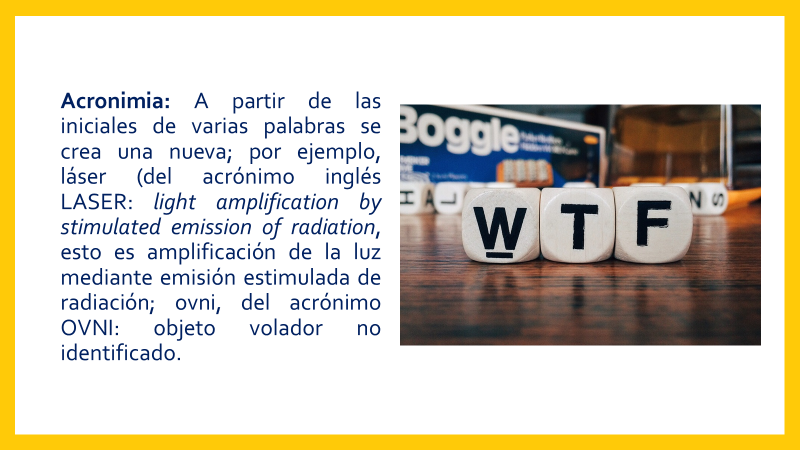 Acronimia: A partir de las
iniciales de varias palabras se
crea una nueva; por ejemplo,
láser (del acrónimo inglés
LASER: light amplification by
stimulated emission of radiation,
esto es amplificación de la luz
mediante emisión estimulada de
radiación; ovni, del acrónimo
OVNI: objeto volador no
identificado.
Boggle
H A L
N S
W T F